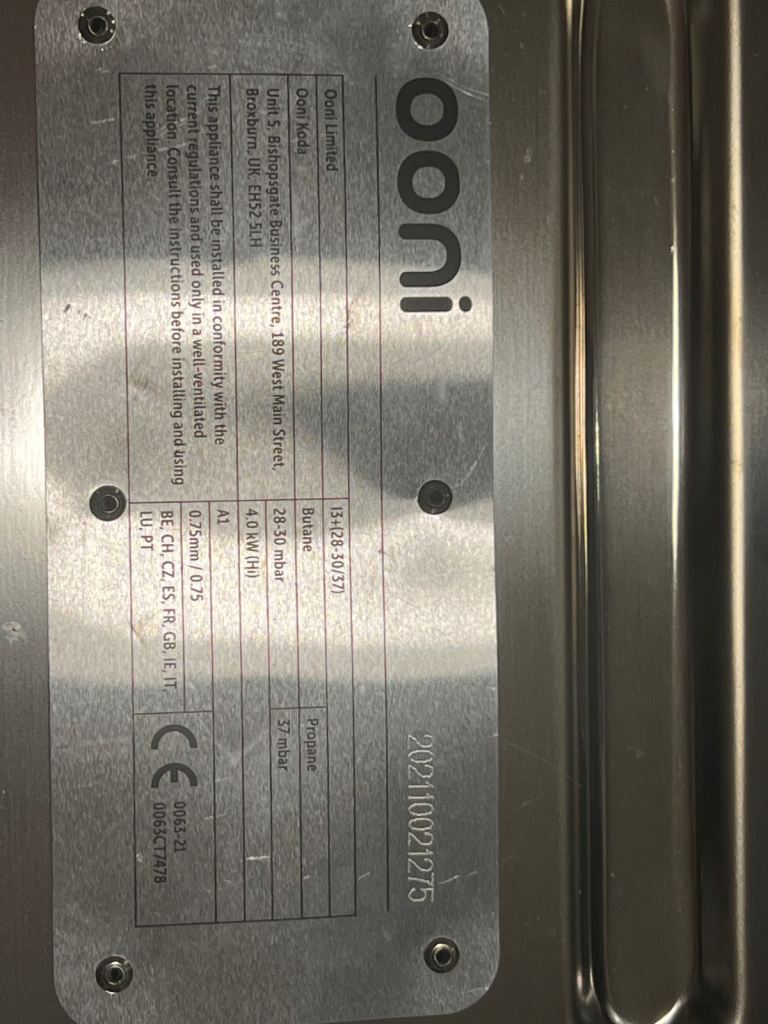 ooni
202110021275
Ooni Limited
I3+(28-30/37)
Ooni Koda
Butane
Propane
Unit 5, Bishopsgate Business Centre, 189 West Main Street,
Broxburn, UK, EH52 5LH
28-30 mbar
37 mbar
4.0 kW (Hi)
This appliance shall be installed in conformity with the
current regulations and used only in a well-ventilated
location. Consult the instructions before installing and using
this appliance.
A1
0.75mm / 0.75
BE, CH, CZ, ES, FR, GB, IE, IT,
LU, PT
CE
0063-21
0063CT7478